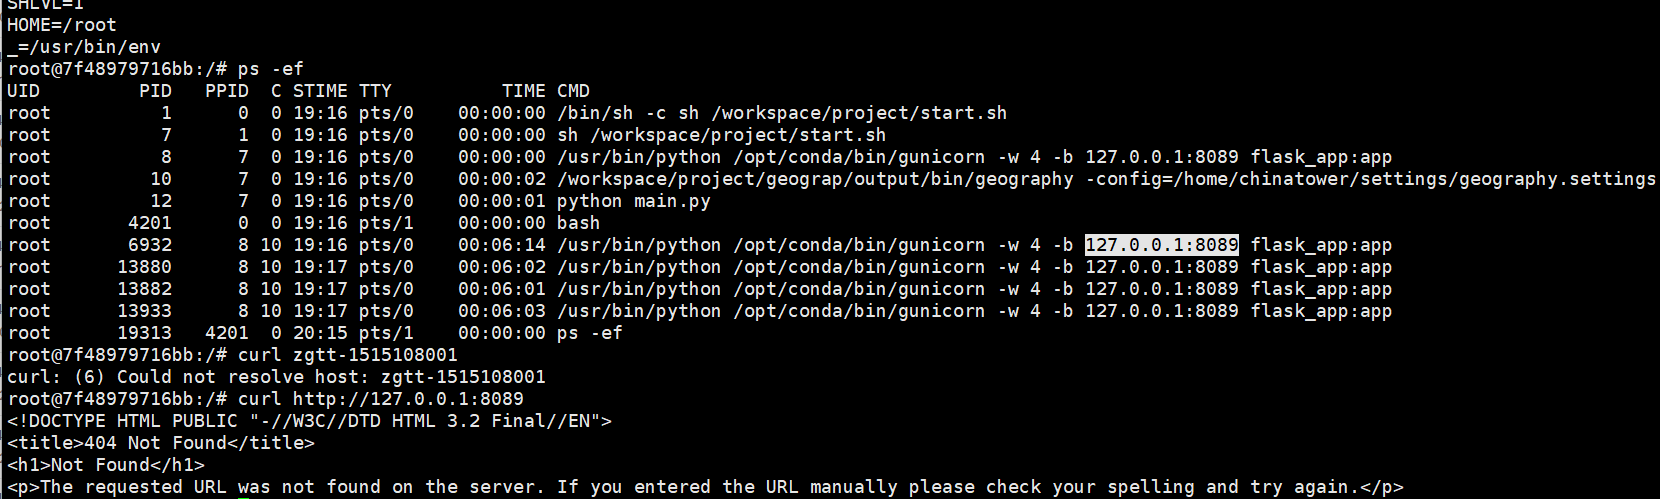 SHLVL=1
HOME=/root
_=/usr/bin/env
root@7f48979716bb:/# ps -ef
UID         PID   PPID  C STIME TTY          TIME CMD
root          1      0  0 19:16 pts/0    00:00:00 /bin/sh -c sh /workspace/project/start.sh
root          7      1  0 19:16 pts/0    00:00:00 sh /workspace/project/start.sh
root          8      7  0 19:16 pts/0    00:00:00 /usr/bin/python /opt/conda/bin/gunicorn -w 4 -b 127.0.0.1:8089 flask_app:app
root         10      7  0 19:16 pts/0    00:00:02 /workspace/project/geograp/output/bin/geography -config=/home/chinatower/settings/geography.settings
root         12      7  0 19:16 pts/0    00:00:01 python main.py
root       4201      0  0 19:16 pts/1    00:00:00 bash
root       6932      8 10 19:16 pts/0    00:06:14 /usr/bin/python /opt/conda/bin/gunicorn -w 4 -b 127.0.0.1:8089 flask_app:app
root      13880      8 10 19:17 pts/0    00:06:02 /usr/bin/python /opt/conda/bin/gunicorn -w 4 -b 127.0.0.1:8089 flask_app:app
root      13882      8 10 19:17 pts/0    00:06:01 /usr/bin/python /opt/conda/bin/gunicorn -w 4 -b 127.0.0.1:8089 flask_app:app
root      13933      8 10 19:17 pts/0    00:06:03 /usr/bin/python /opt/conda/bin/gunicorn -w 4 -b 127.0.0.1:8089 flask_app:app
root      19313   4201  0 20:15 pts/1    00:00:00 ps -ef
root@7f48979716bb:/# curl zgtt-1515108001
curl: (6) Could not resolve host: zgtt-1515108001
root@7f48979716bb:/# curl http://127.0.0.1:8089
<!DOCTYPE HTML PUBLIC "-//W3C//DTD HTML 3.2 Final//EN">
<title>404 Not Found</title>
<h1>Not Found</h1>
<p>The requested URL was not found on the server. If you entered the URL manually please check your spelling and try again.</p>